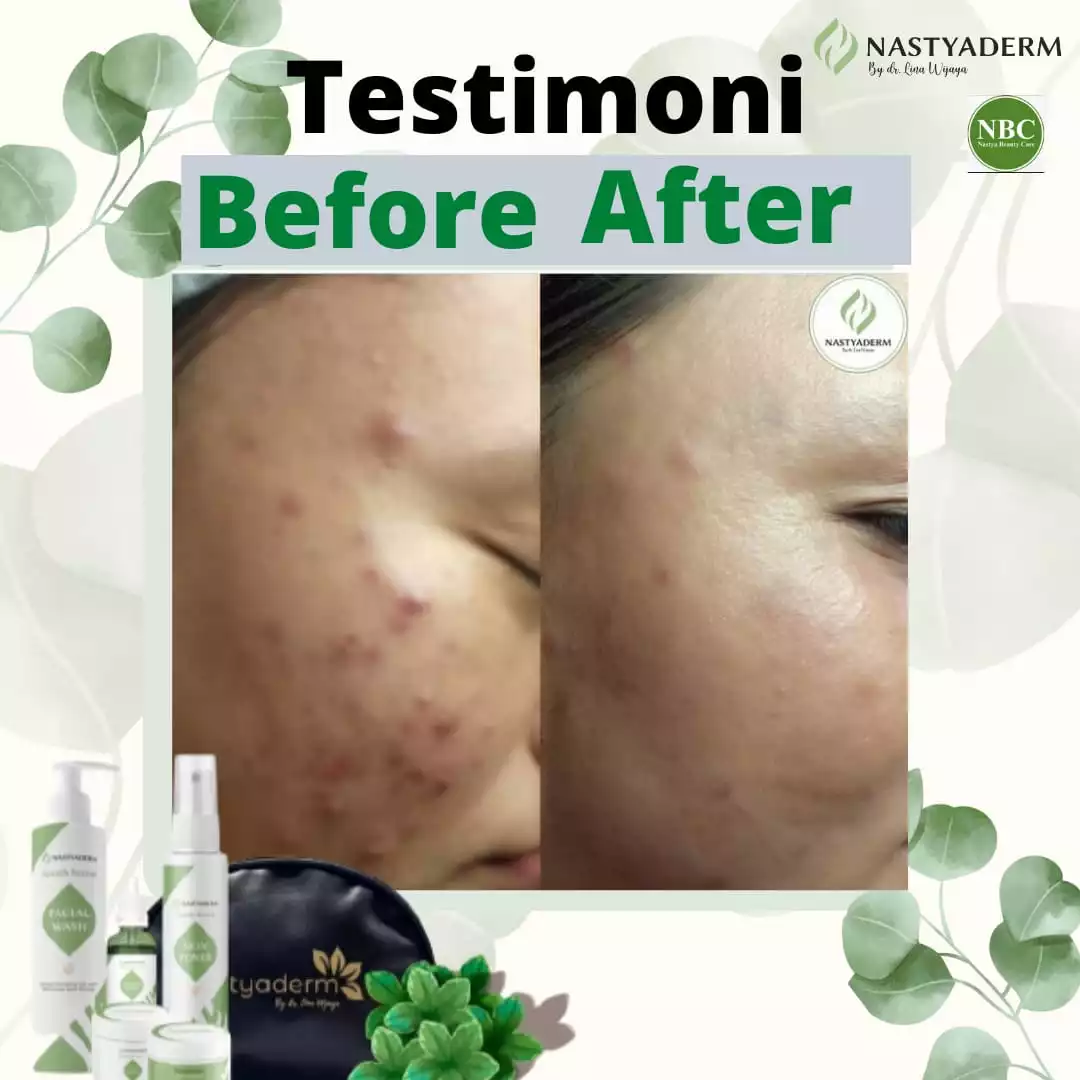 Testimoni
NASTYADERM
By dr. Lina Wijaya
NBC
Nastya Beauty Care
Before After
NASTYADERM
NASTYADERM
FACIAL
WASH
tyaderm
By dr. Lina Wijaya